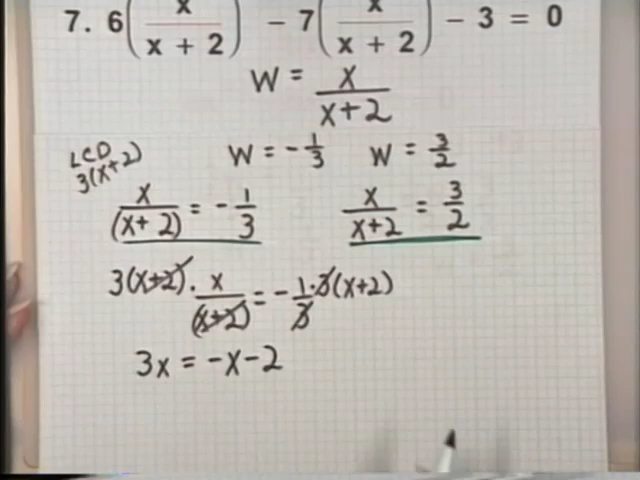 7. 6(x/(x + 2)) - 7(x/(x + 2)) - 3 = 0
W = x/(x+2)
LCD
3(x+2)
W = -1/3 W = 3/2
x/(x+2) = -1/3 x/(x+2) = 3/2
3(x+2) · x/(x+2) = -1/3 · 3(x+2)
3x = -x-2